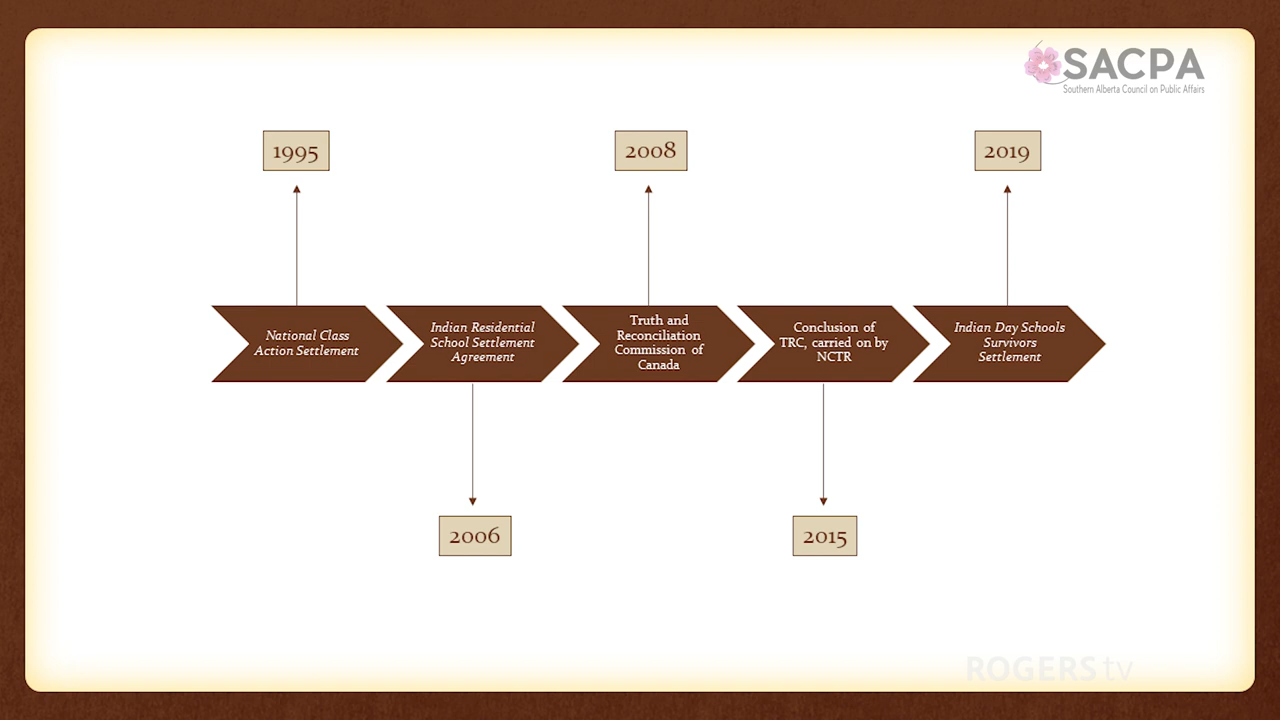 SACPA
Southern Alberta Council on Public Affairs
1995
2008
2019
National Class
Action Settlement
Indian Residential
School Settlement
Agreement
Truth and
Reconciliation
Commission of
Canada
Conclusion of
TRC, carried on by
NCTR
Indian Day Schools
Survivors
Settlement
2006
2015
ROGERS tv